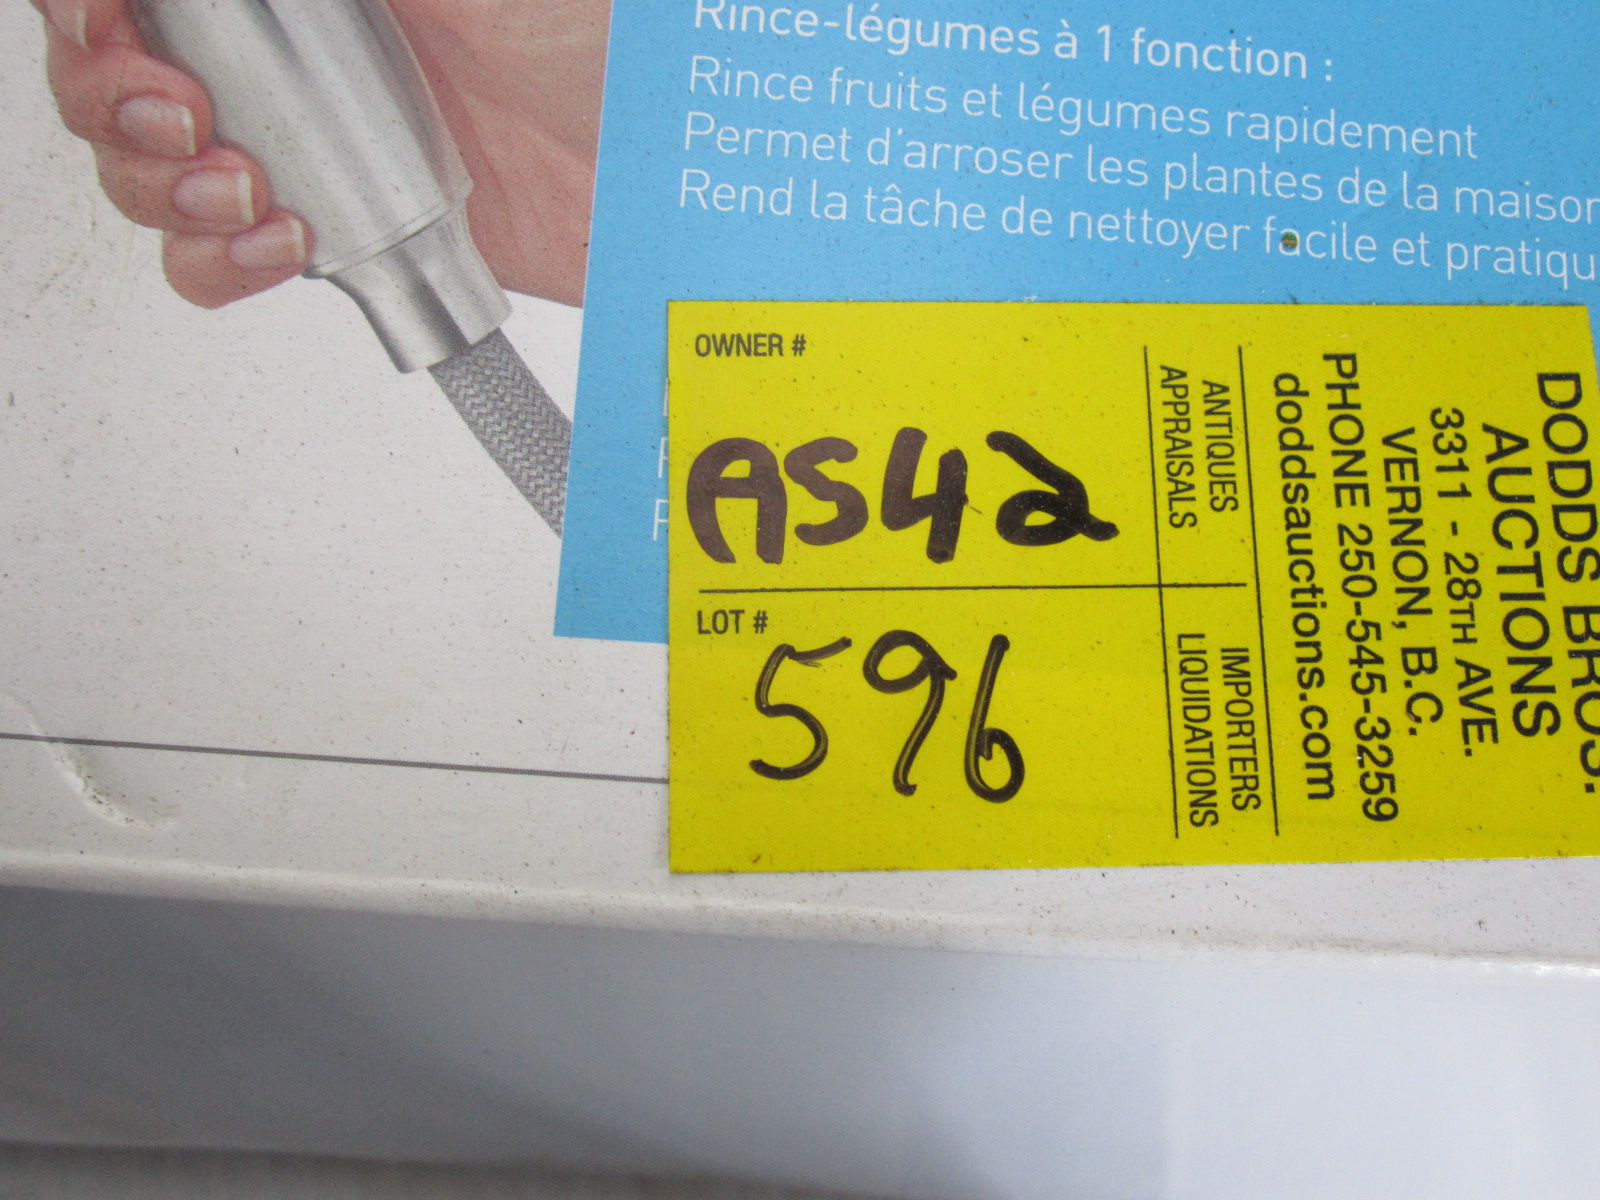 Rince-légumes à 1 fonction :
Rince fruits et légumes rapidement
Permet d'arroser les plantes de la maison
Rend la tâche de nettoyer facile et pratiqu
OWNER #
AS42
LOT #
596
ANTIQUES
APPRAISALS
IMPORTERS
LIQUIDATIONS
DODDS BROS.
AUCTIONS
3311 - 28TH AVE.
VERNON, B.C.
PHONE 250-545-3259
doddsauctions.com